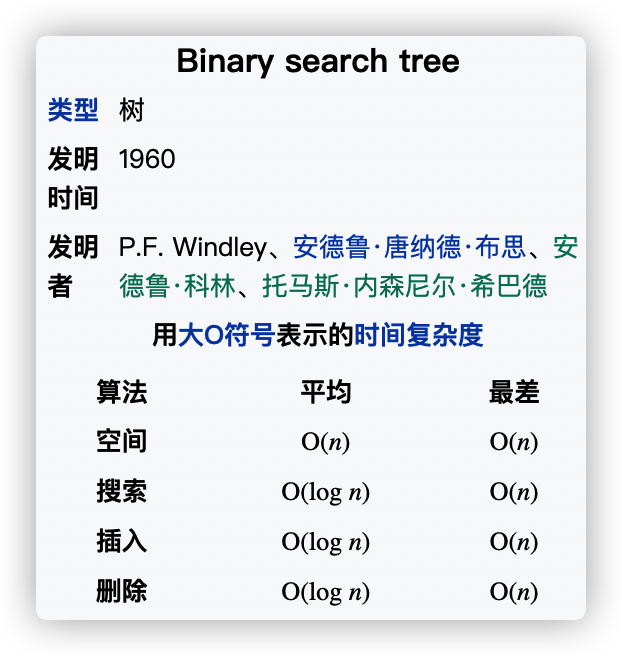 Binary search tree
类型 树
发明 1960
时间
发明 P.F. Windley、安德鲁·唐纳德·布思、安
者 德鲁·科林、托马斯·内森尼尔·希巴德
用大O符号表示的时间复杂度
算法 平均 最差
空间 O(n) O(n)
搜索 O(log n) O(n)
插入 O(log n) O(n)
删除 O(log n) O(n)